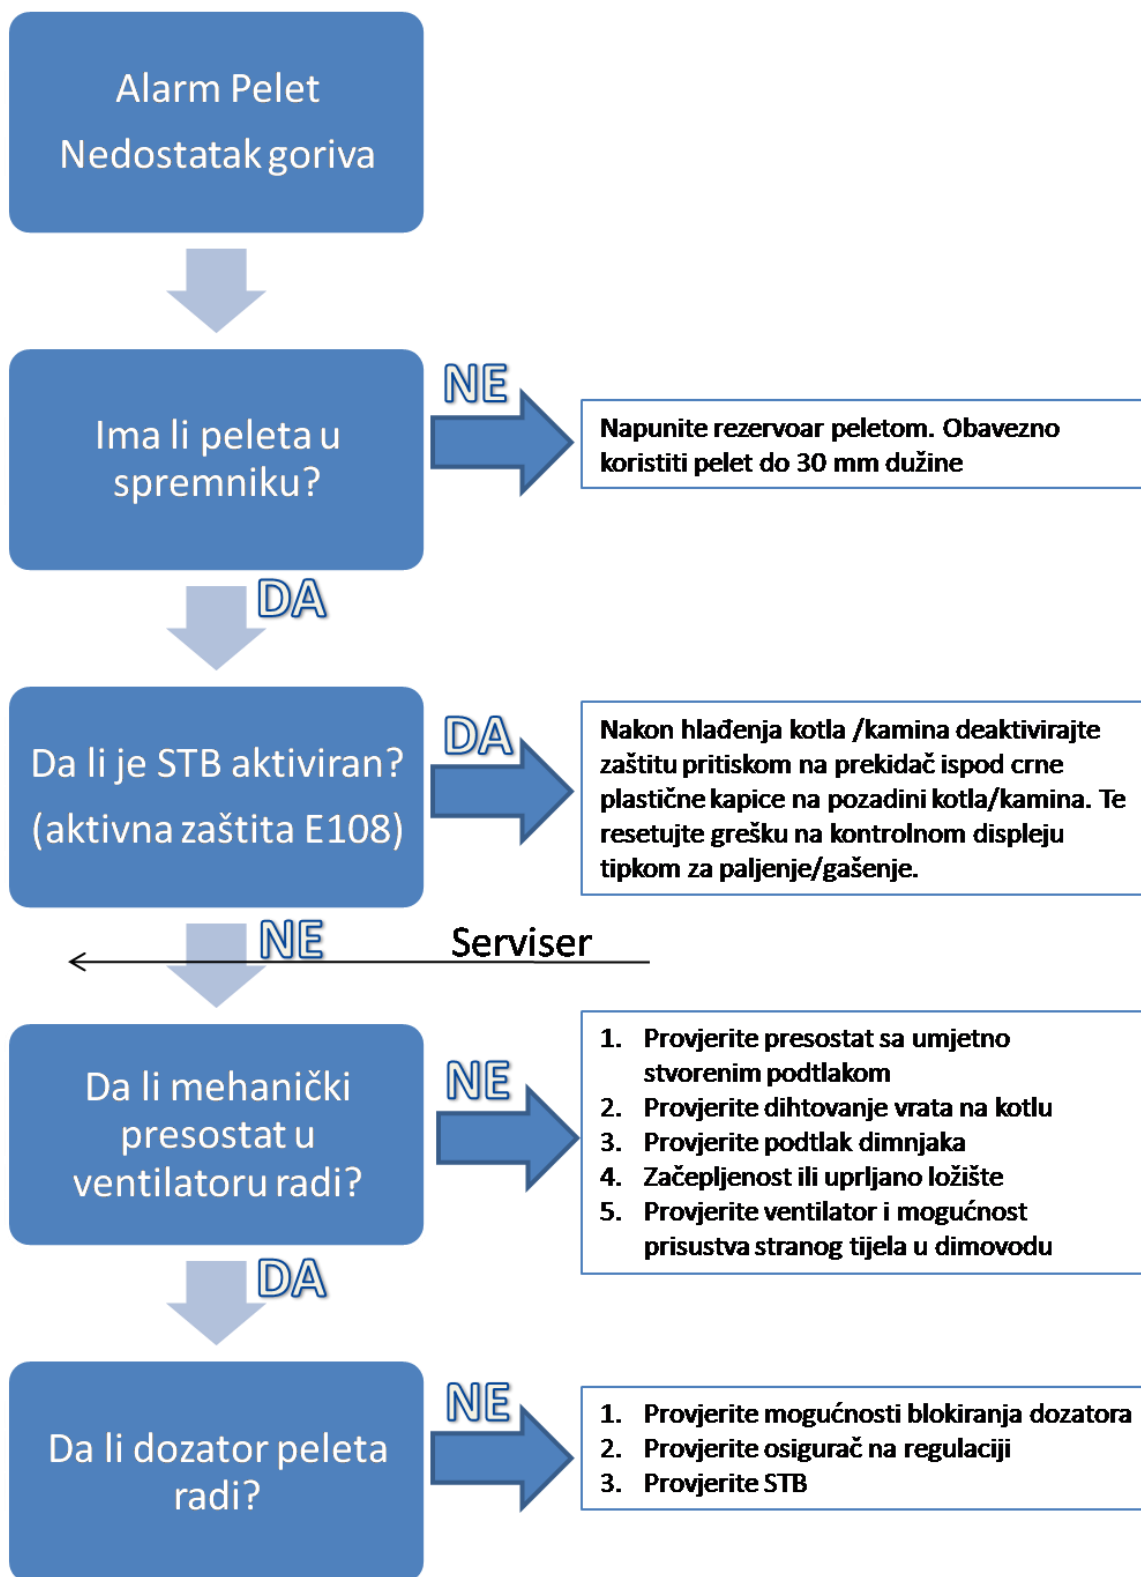 Alarm Pelet
Nedostatak goriva
Ima li peleta u
spremniku?
NE
Napunite rezervoar peletom. Obavezno
koristiti pelet do 30 mm dužine
DA
Da li je STB aktiviran?
(aktivna zaštita E108)
DA
Nakon hlađenja kotla /kamina deaktivirajte
zaštitu pritiskom na prekidač ispod crne
plastične kapice na pozadini kotla/kamina. Te
resetujte grešku na kontrolnom displeju
tipkom za paljenje/gašenje.
NE
Serviser
Da li mehanički
presostat u
ventilatoru radi?
NE
1. Provjerite presostat sa umjetno
stvorenim podtlakom
2. Provjerite dihtovanje vrata na kotlu
3. Provjerite podtlak dimnjaka
4. Začepljenost ili uprljano ložište
5. Provjerite ventilator i mogućnost
prisustva stranog tijela u dimovodu
DA
Da li dozator peleta
radi?
NE
1. Provjerite mogućnosti blokiranja dozatora
2. Provjerite osigurač na regulaciji
3. Provjerite STB